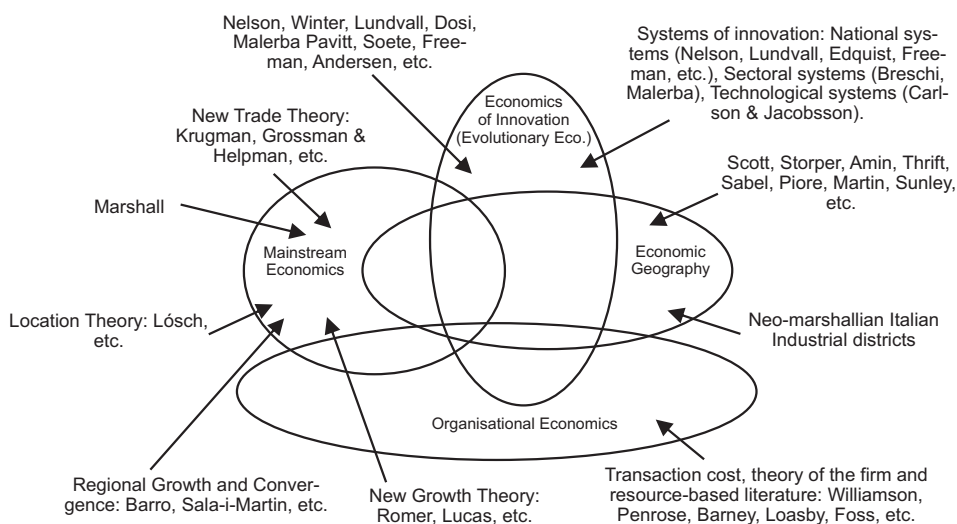 Nelson, Winter, Lundvall, Dosi,
Malerba Pavitt, Soete, Free-
man, Andersen, etc.
Systems of innovation: National sys-
tems (Nelson, Lundvall, Edquist, Free-
man, etc.), Sectoral systems (Breschi,
Malerba), Technological systems (Carl-
son & Jacobsson).
Economics
of Innovation
(Evolutionary Eco.)
New Trade Theory:
Krugman, Grossman &
Helpman, etc.
Scott, Storper, Amin, Thrift,
Sabel, Piore, Martin, Sunley,
etc.
Marshall
Mainstream
Economics
Economic
Geography
Location Theory: Lósch,
etc.
Neo-marshallian Italian
Industrial districts
Organisational Economics
Regional Growth and Conver-
gence: Barro, Sala-i-Martin, etc.
New Growth Theory:
Romer, Lucas, etc.
Transaction cost, theory of the firm and
resource-based literature: Williamson,
Penrose, Barney, Loasby, Foss, etc.